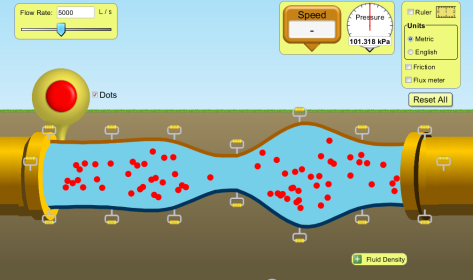 Flow Rate: 5000 L / s
Speed
-
Pressure
101.318 kPa
Ruler
Units
Metric
English
Friction
Flux meter
Reset All
Dots
Fluid Density